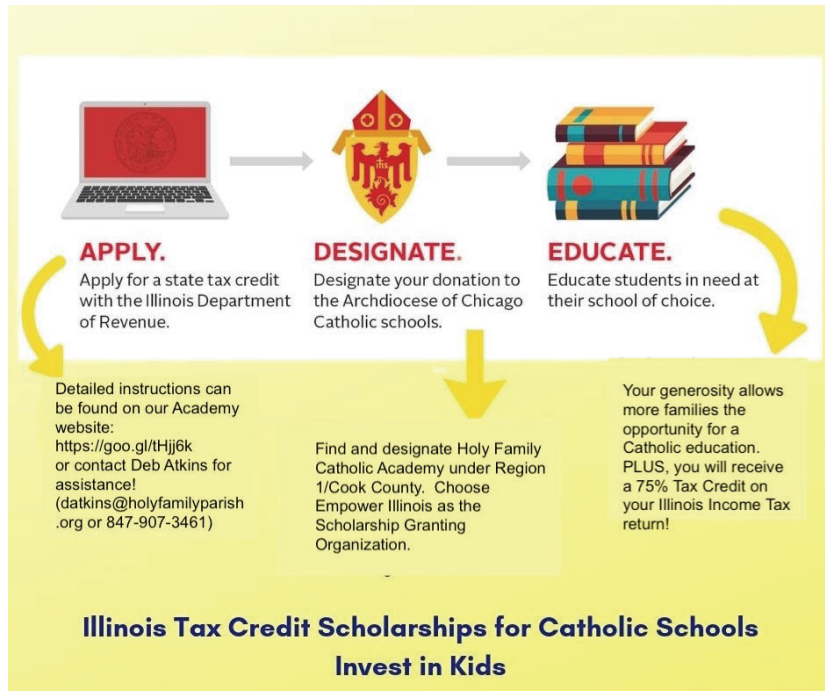 ihs
APPLY.
Apply for a state tax credit
with the Illinois Department
of Revenue.
DESIGNATE.
Designate your donation to
the Archdiocese of Chicago
Catholic schools.
EDUCATE.
Educate students in need at
their school of choice.
Detailed instructions can
be found on our Academy
website:
https://goo.gl/tHjj6k
or contact Deb Atkins for
assistance!
(datkins@holyfamilyparish
.org or 847-907-3461)
Find and designate Holy Family
Catholic Academy under Region
1/Cook County.  Choose
Empower Illinois as the
Scholarship Granting
Organization.
Your generosity allows
more families the
opportunity for a
Catholic education.
PLUS, you will receive
a 75% Tax Credit on
your Illinois Income Tax
return!
Illinois Tax Credit Scholarships for Catholic Schools
Invest in Kids